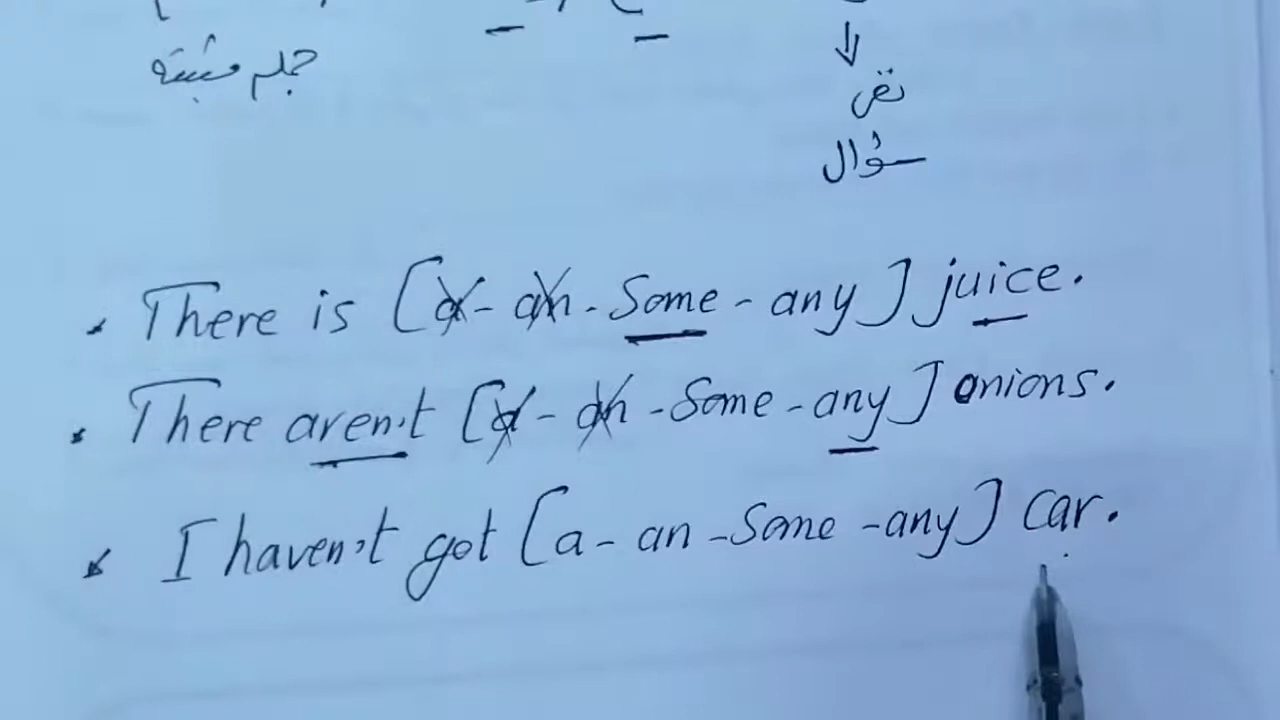 جمل مثبتة
نفى
سؤال
There is [a - an - Some - any] juice.
There aren't [a - an - Some - any] onions.
I haven't got [a - an - Some - any] car.